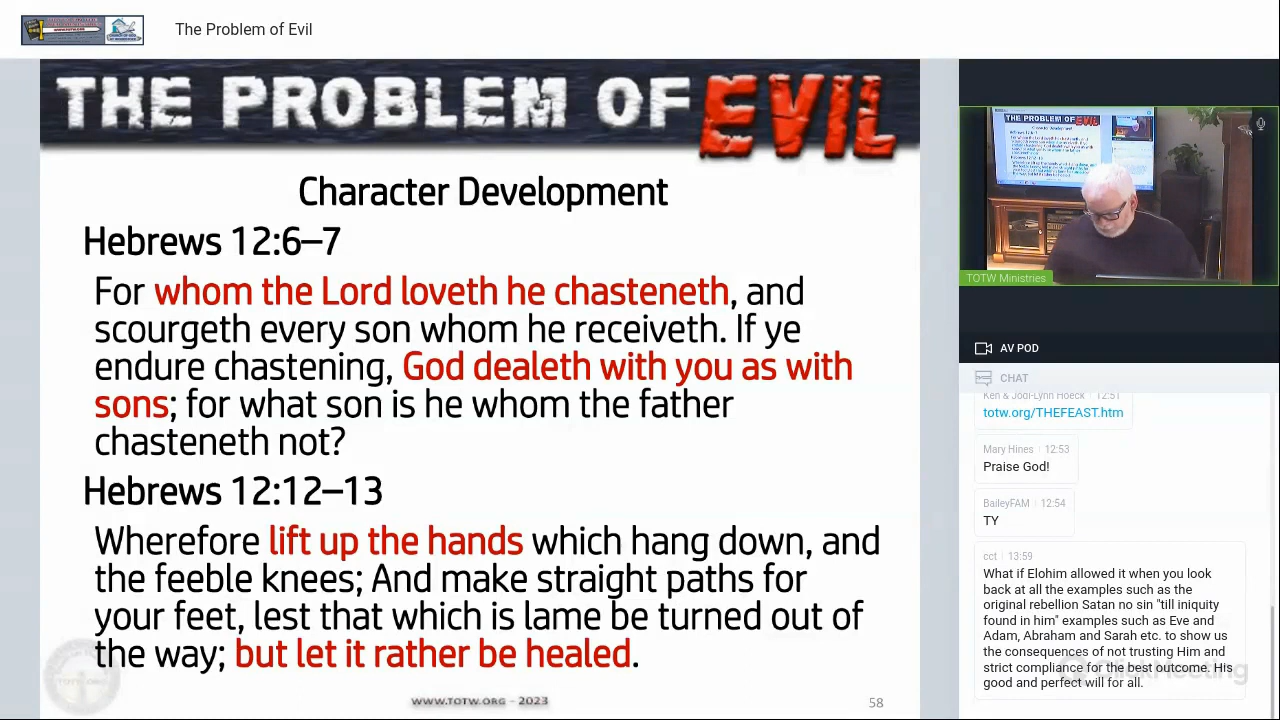 The Problem of Evil
THE PROBLEM OF EVIL
Character Development
Hebrews 12:6–7
For whom the Lord loveth he chasteneth, and
scourgeth every son whom he receiveth. If ye
endure chastening, God dealeth with you as with
sons; for what son is he whom the father
chasteneth not?
Hebrews 12:12–13
Wherefore lift up the hands which hang down, and
the feeble knees; And make straight paths for
your feet, lest that which is lame be turned out of
the way; but let it rather be healed.
WWW.TOTW.ORG - 2023
58
TOTW Ministries
AV POD
CHAT
Ken & Jodi-Lynn Hoeck 12:51
totw.org/THEFEAST.htm
Mary Hines 12:53
Praise God!
BaileyFAM 12:54
TY
cct 13:59
What if Elohim allowed it when you look
back at all the examples such as the
original rebellion Satan no sin "till iniquity
found in him" examples such as Eve and
Adam, Abraham and Sarah etc. to show us
the consequences of not trusting Him and
strict compliance for the best outcome. His
good and perfect will for all.
ClickMeeting